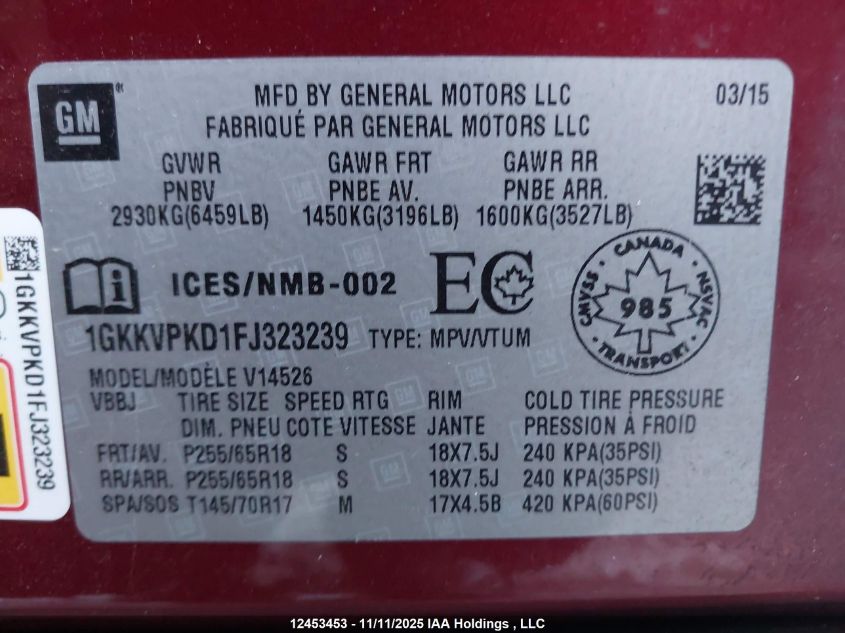 GM
MFD BY GENERAL MOTORS LLC 03/15
FABRIQUÉ PAR GENERAL MOTORS LLC
GVWR GAWR FRT GAWR RR
PNBV PNBE AV. PNBE ARR.
2930KG(6459LB) 1450KG(3196LB) 1600KG(3527LB)
ICES/NMB-002 EC
CANADA
CMVSS 985 NSVAC
TRANSPORT
1GKKVPKD1FJ323239 TYPE: MPV/VTUM
MODEL/MODÈLE V14526
VBBJ TIRE SIZE SPEED RTG RIM COLD TIRE PRESSURE
DIM. PNEU COTE VITESSE JANTE PRESSION À FROID
FRT/AV. P255/65R18 S 18X7.5J 240 KPA(35PSI)
RR/ARR. P255/65R18 S 18X7.5J 240 KPA(35PSI)
SPA/SOS T145/70R17 M 17X4.5B 420 KPA(60PSI)
1GKKVPKD1FJ323239
12453453 - 11/11/2025 IAA Holdings , LLC